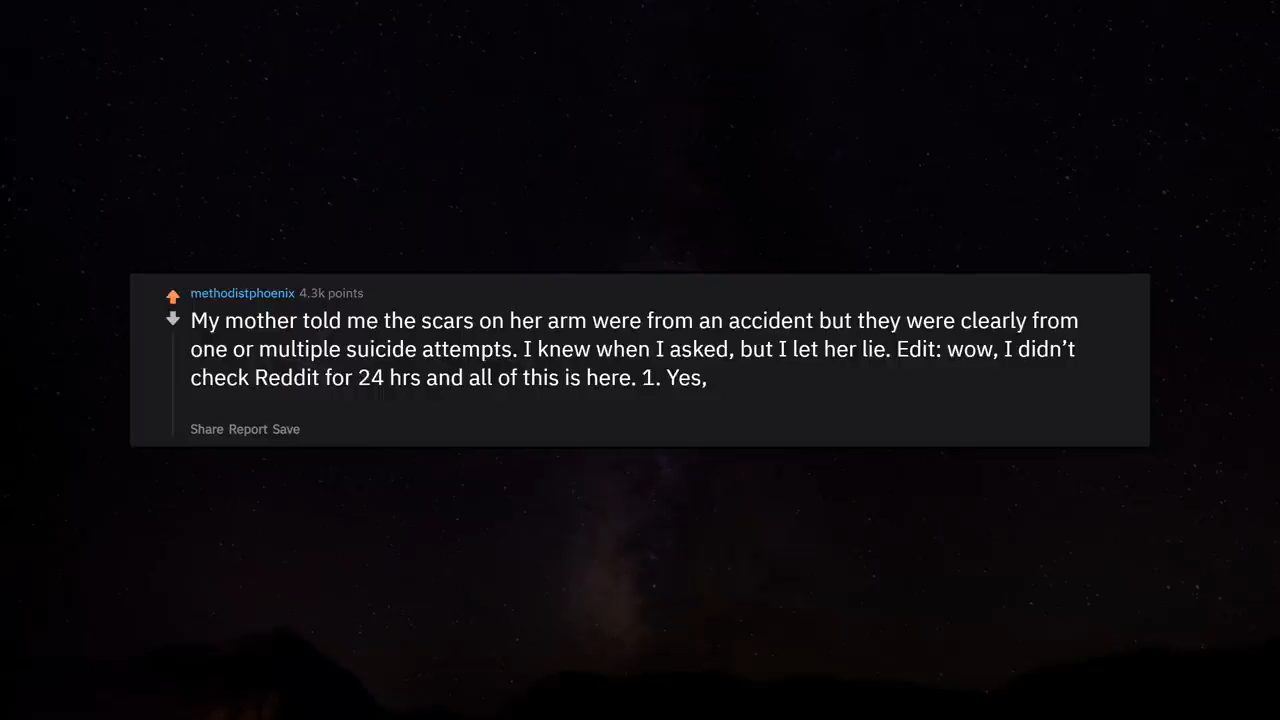 methodistphoenix 4.3k points
My mother told me the scars on her arm were from an accident but they were clearly from
one or multiple suicide attempts. I knew when I asked, but I let her lie. Edit: wow, I didn’t
check Reddit for 24 hrs and all of this is here. 1. Yes,
Share Report Save